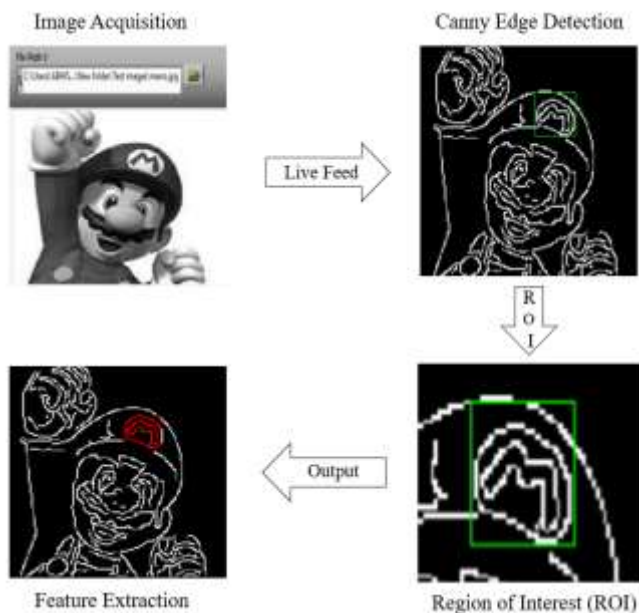 Image Acquisition
Canny Edge Detection
M
Live Feed
R
O
I
Output
Feature Extraction
Region of Interest (ROI)